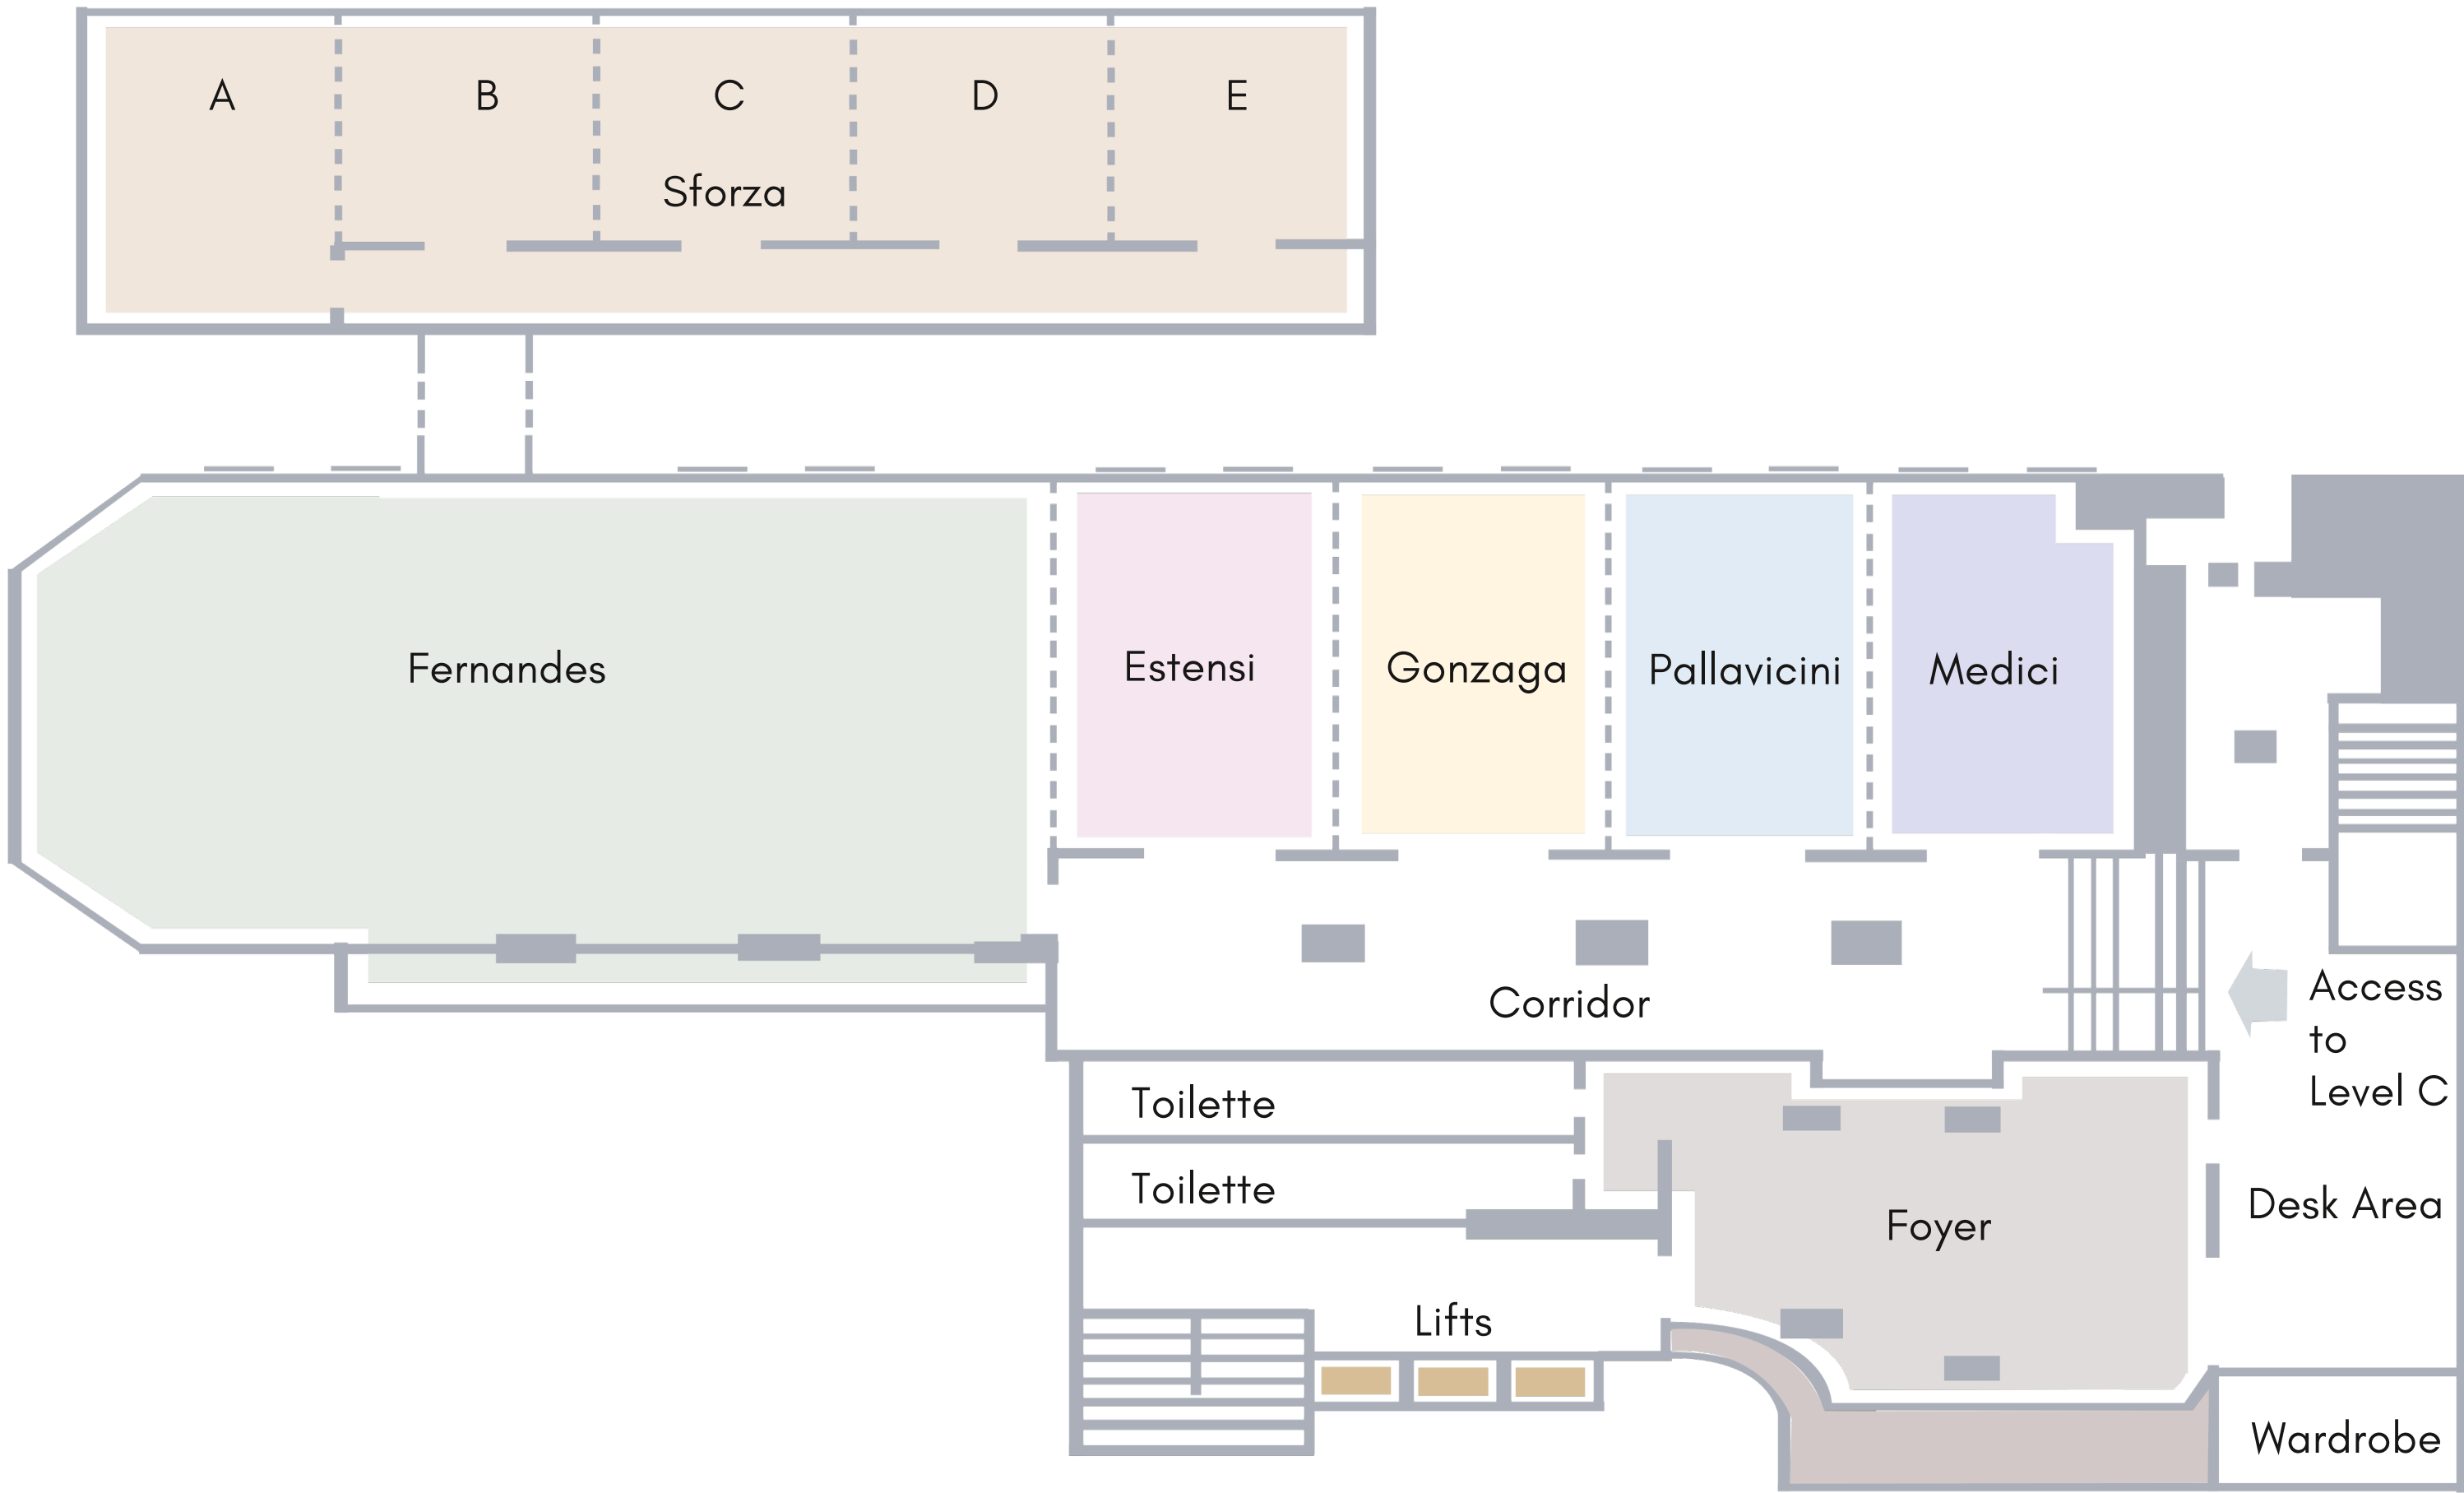 A
B
C
D
E
Sforza
Fernandes
Estensi
Gonzaga
Pallavicini
Medici
Corridor
Access
to
Level C
Toilette
Toilette
Desk Area
Foyer
Lifts
Wardrobe